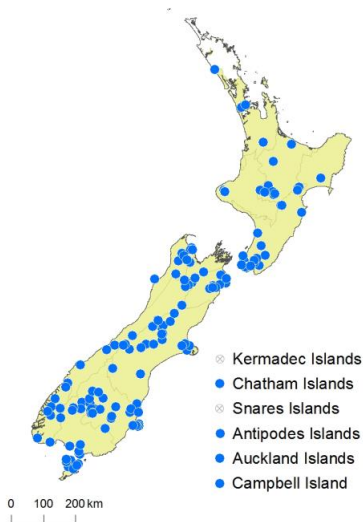 Kermadec Islands
Chatham Islands
Snares Islands
Antipodes Islands
Auckland Islands
Campbell Island
0 100 200 km